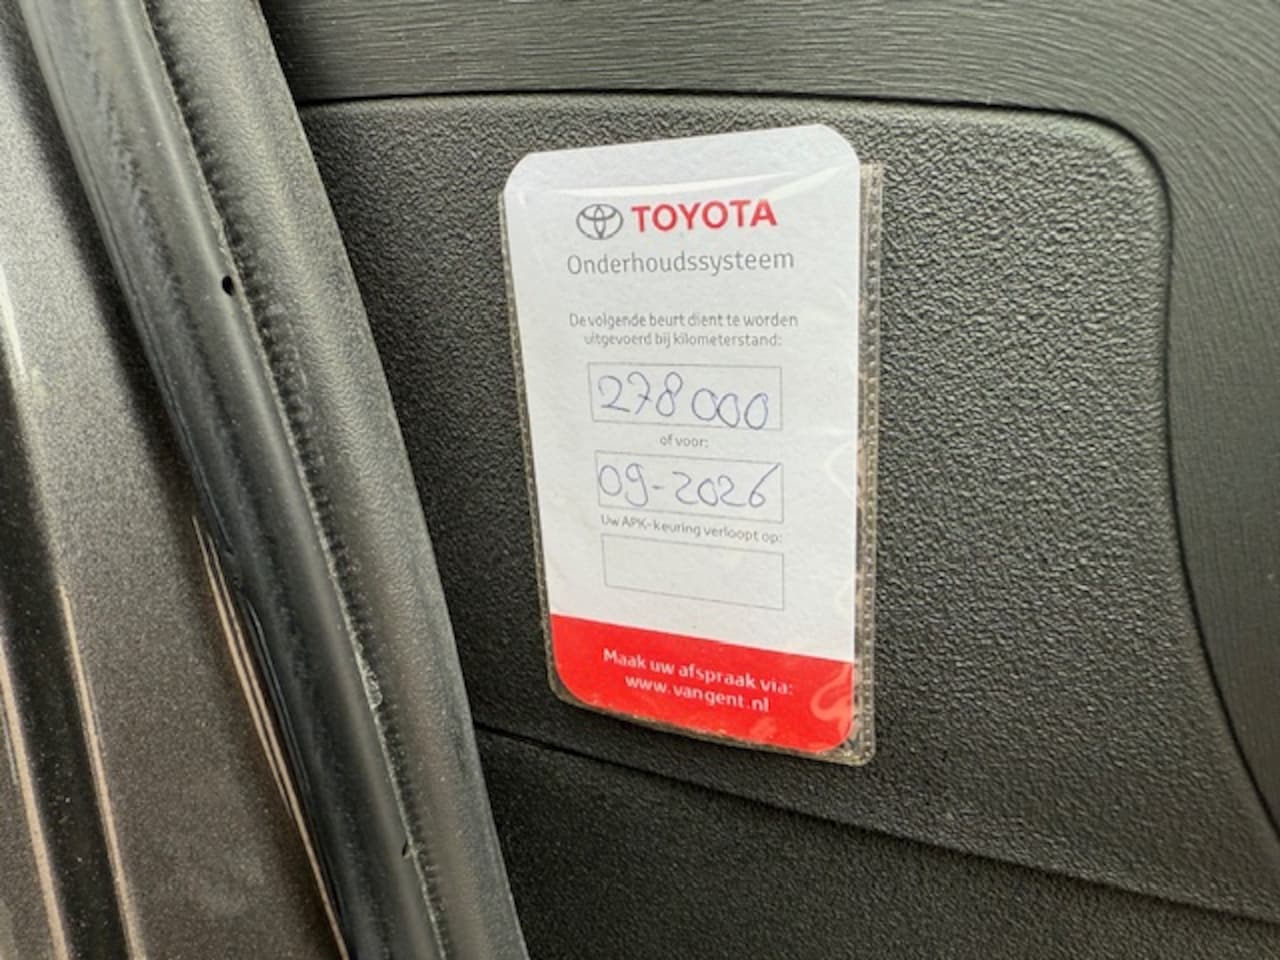 TOYOTA
Onderhoudssysteem
De volgende beurt dient te worden
uitgevoerd bij kilometerstand:
278 000
of voor:
09-2026
Uw APK-keuring verloopt op:
Maak uw afspraak via:
www.vangent.nl